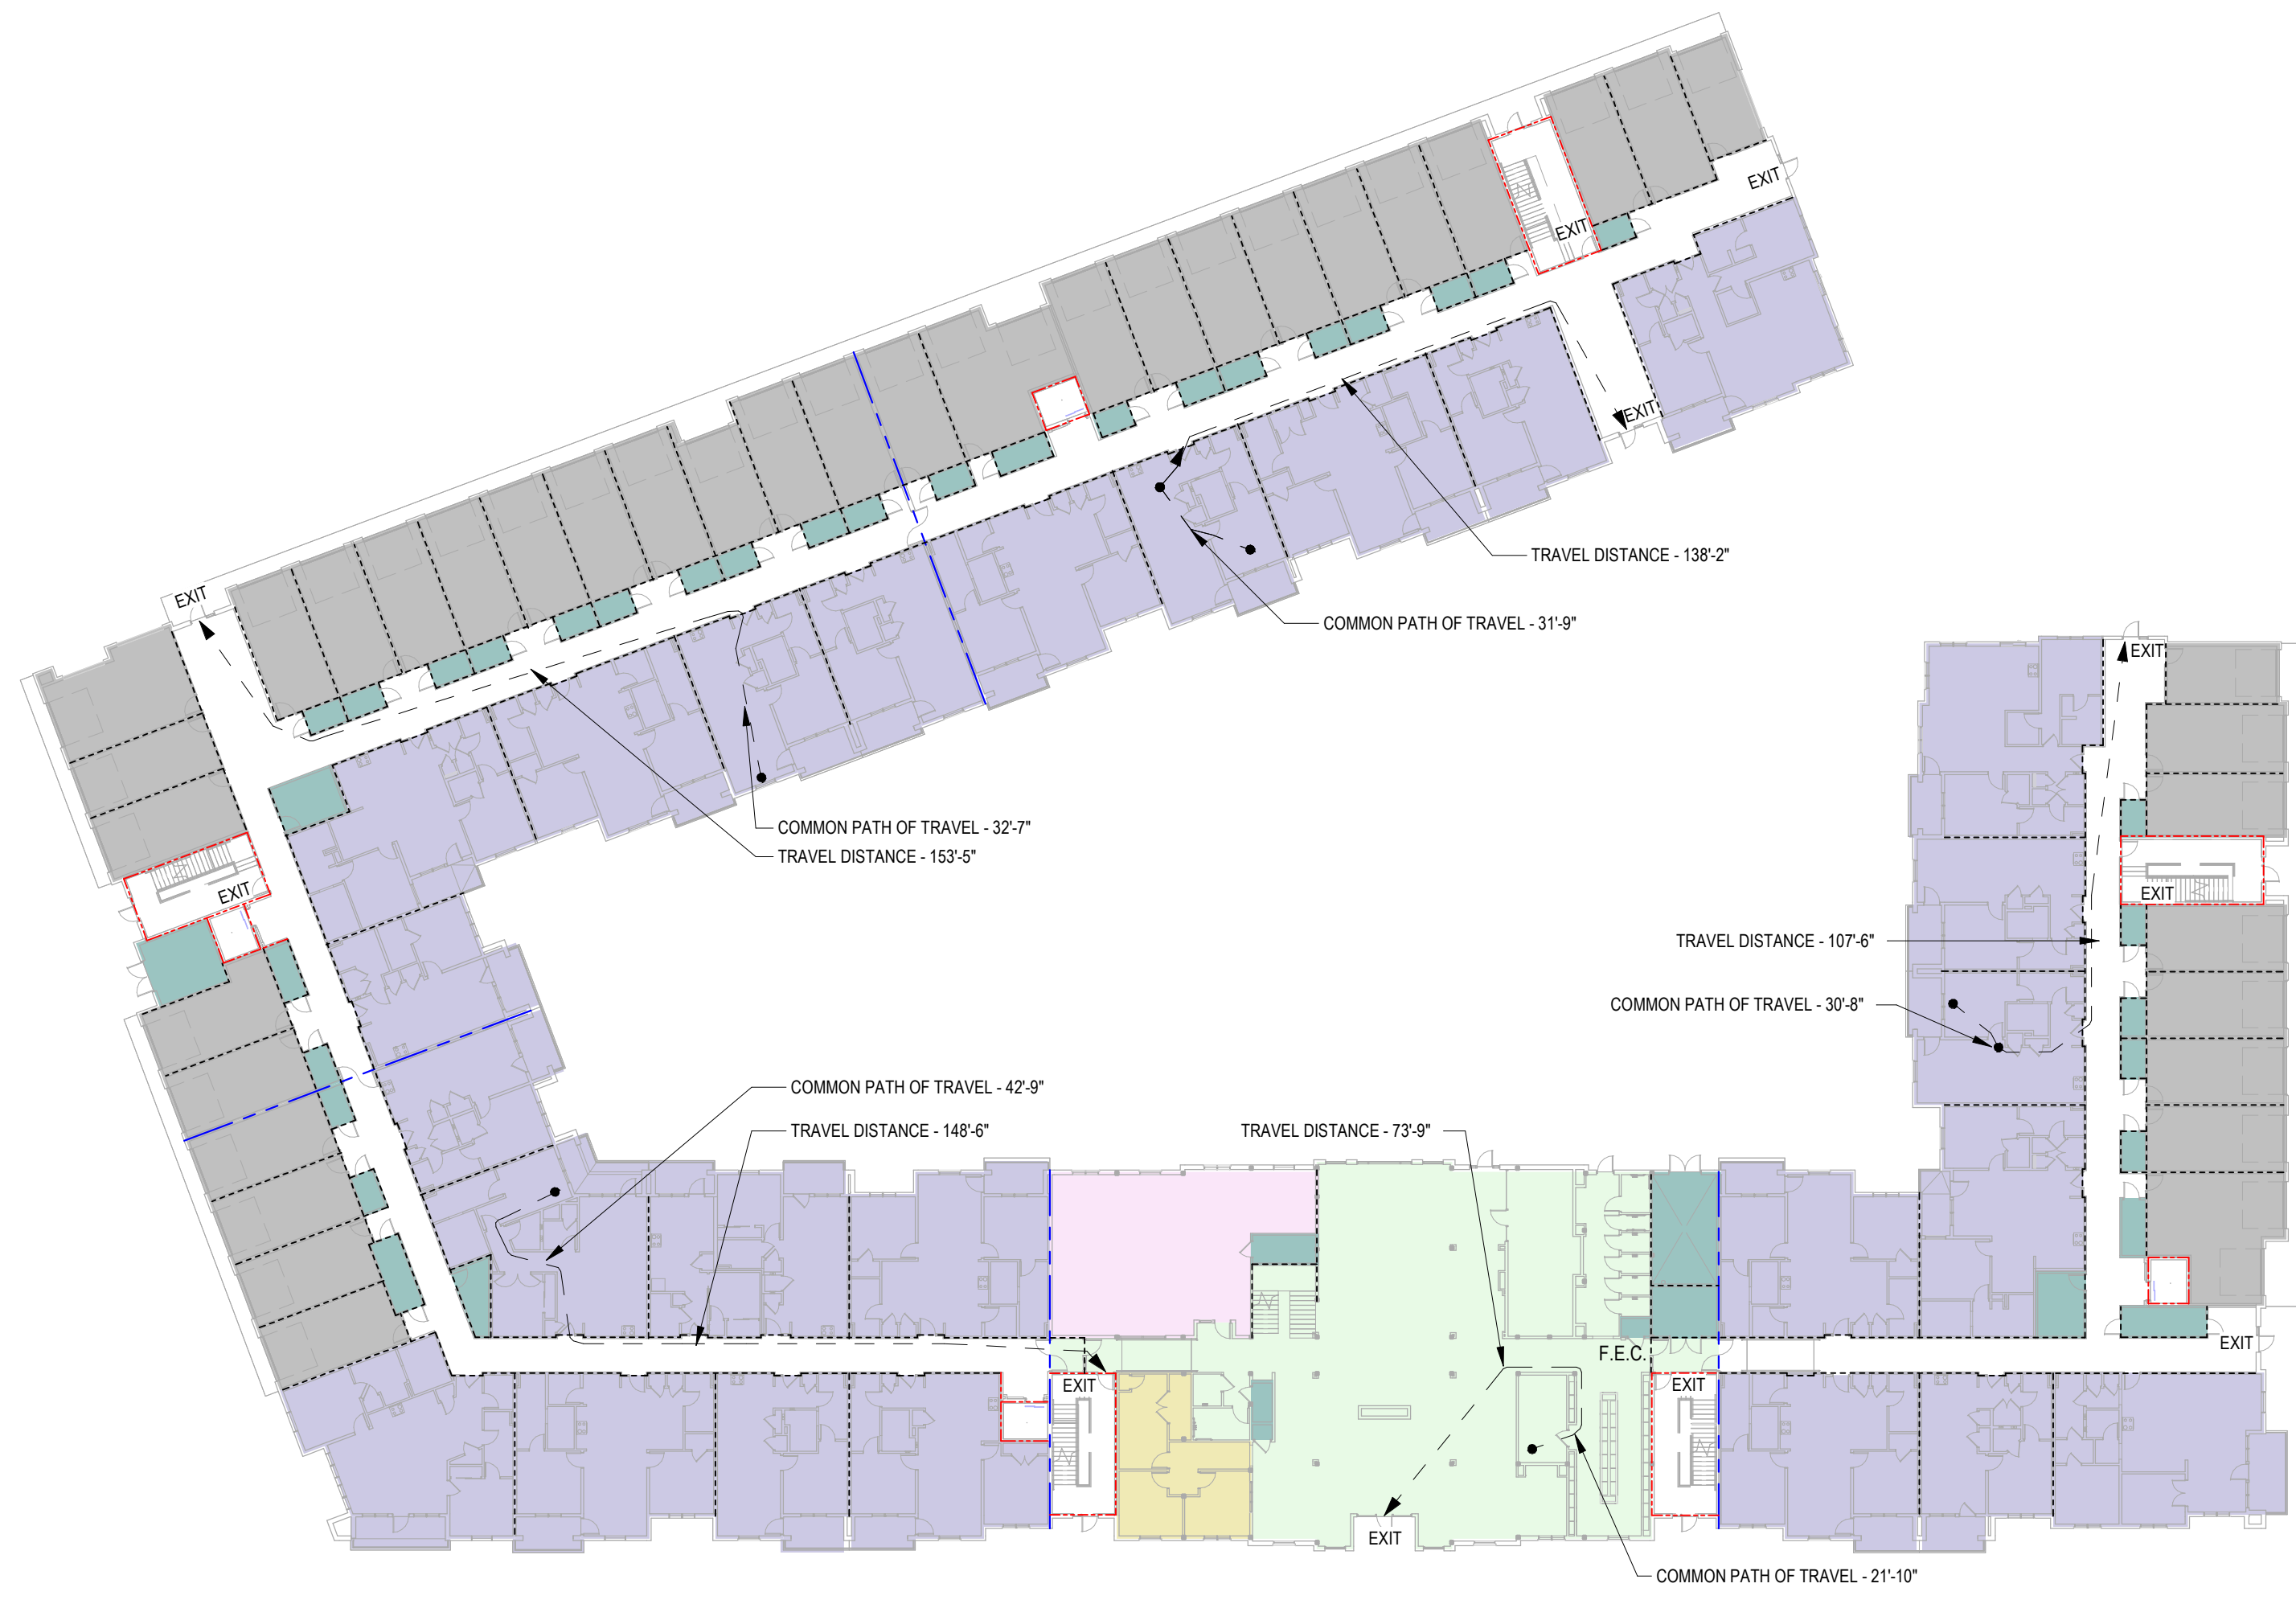 EXIT
EXIT
EXIT
TRAVEL DISTANCE - 138'-2"
EXIT
COMMON PATH OF TRAVEL - 31'-9"
EXIT
COMMON PATH OF TRAVEL - 32'-7"
TRAVEL DISTANCE - 153'-5"
EXIT
EXIT
TRAVEL DISTANCE - 107'-6"
COMMON PATH OF TRAVEL - 30'-8"
COMMON PATH OF TRAVEL - 42'-9"
TRAVEL DISTANCE - 148'-6"
TRAVEL DISTANCE - 73'-9"
EXIT
F.E.C.
EXIT
EXIT
EXIT
COMMON PATH OF TRAVEL - 21'-10"